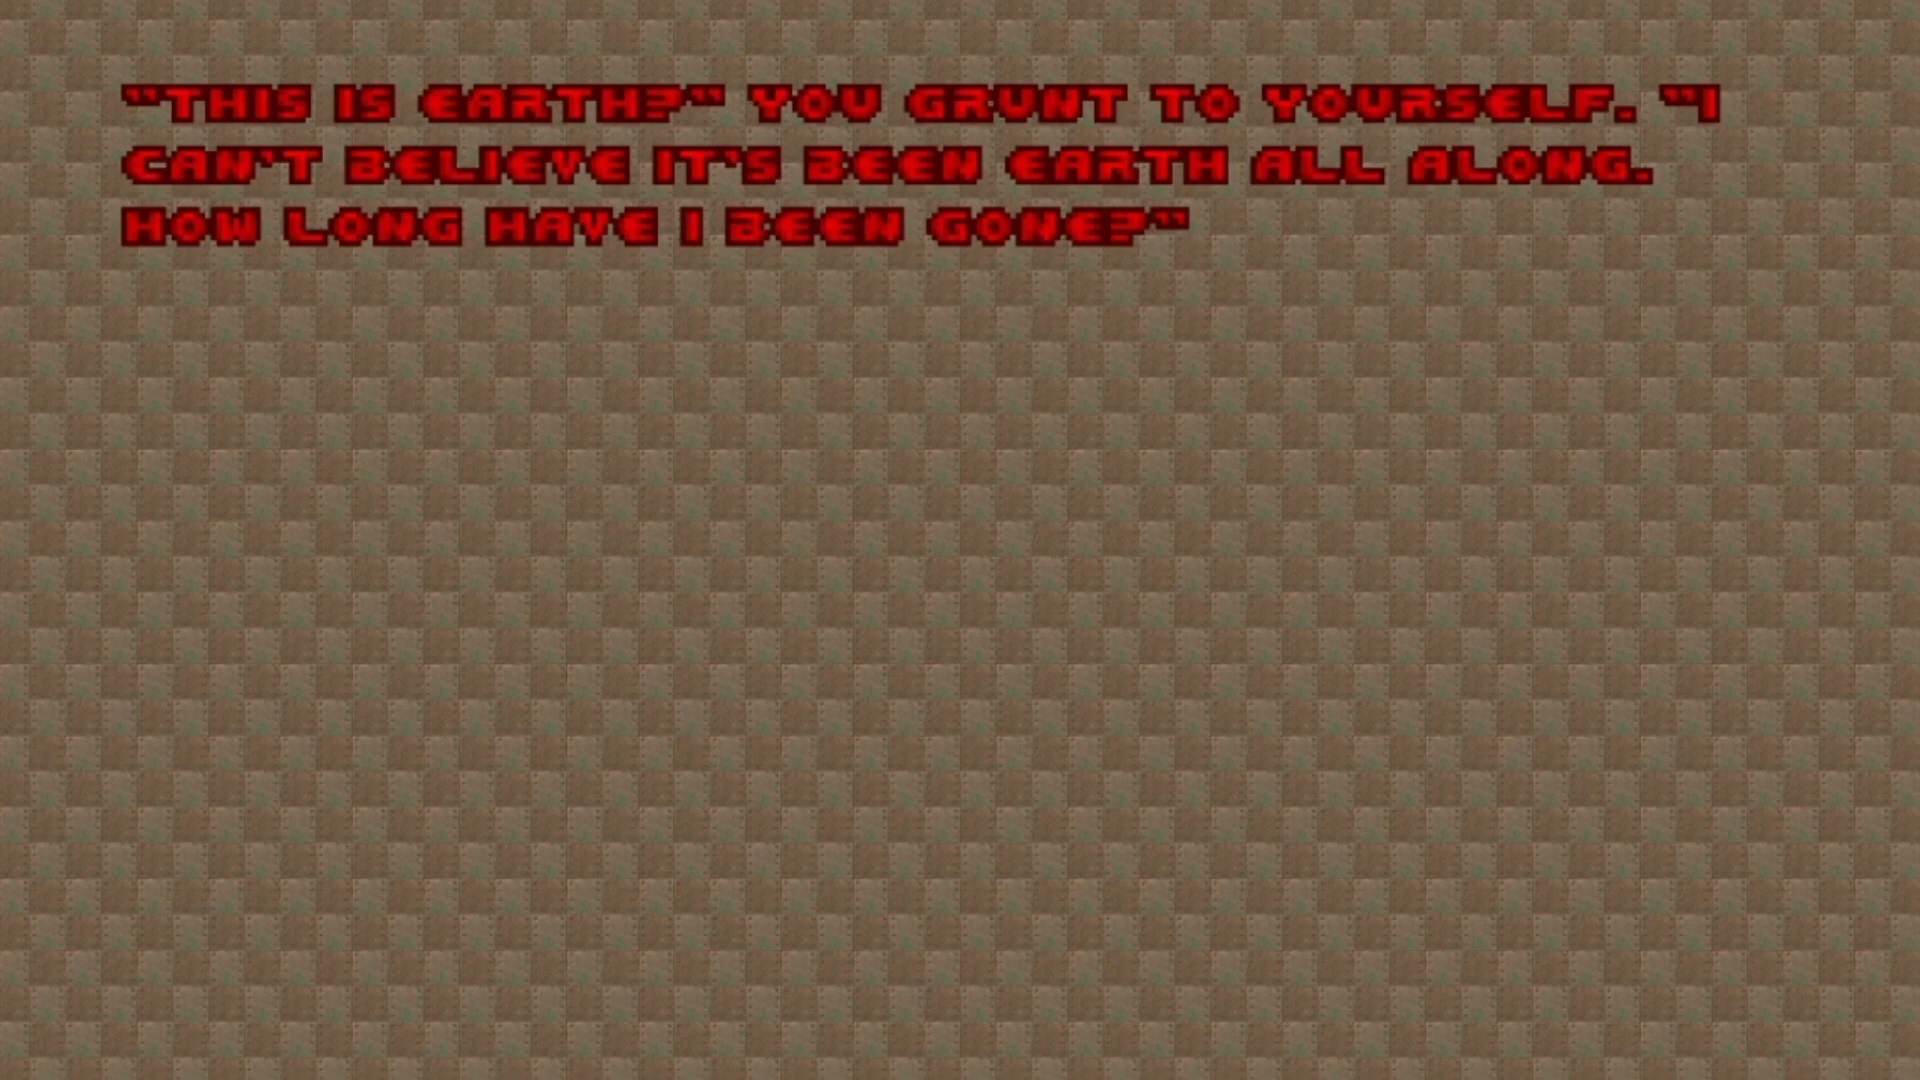 "THIS IS EARTH?" YOU GRUNT TO YOURSELF. "I
CAN'T BELIEVE IT'S BEEN EARTH ALL ALONG.
HOW LONG HAVE I BEEN GONE?"